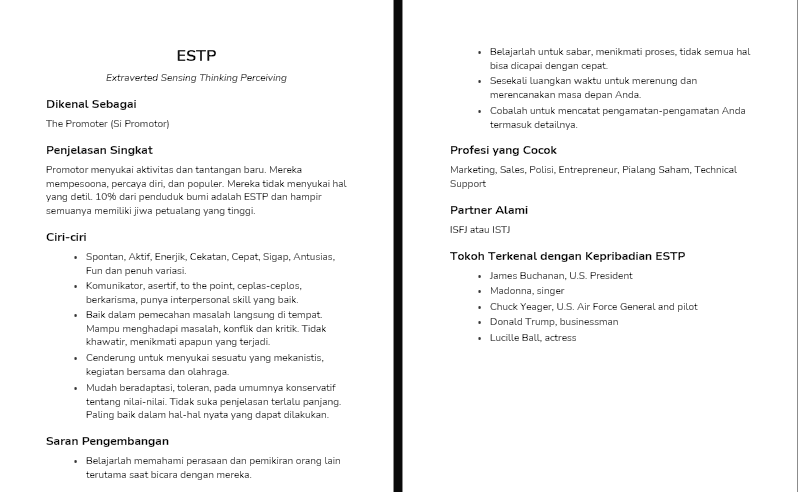 ESTP
Extraverted Sensing Thinking Perceiving
Dikenal Sebagai
The Promoter (Si Promotor)
Penjelasan Singkat
Promotor menyukai aktivitas dan tantangan baru. Mereka
mempesoona, percaya diri, dan populer. Mereka tidak menyukai hal
yang detil. 10% dari penduduk bumi adalah ESTP dan hampir
semuanya memiliki jiwa petualang yang tinggi.
Ciri-ciri
• Spontan, Aktif, Enerjik, Cekatan, Cepat, Sigap, Antusias,
Fun dan penuh variasi.
• Komunikator, asertif, to the point, ceplas-ceplos,
berkarisma, punya interpersonal skill yang baik.
• Baik dalam pemecahan masalah langsung di tempat.
Mampu menghadapi masalah, konflik dan kritik. Tidak
khawatir, menikmati apapun yang terjadi.
• Cenderung untuk menyukai sesuatu yang mekanistis,
kegiatan bersama dan olahraga.
• Mudah beradaptasi, toleran, pada umumnya konservatif
tentang nilai-nilai. Tidak suka penjelasan terlalu panjang.
Paling baik dalam hal-hal nyata yang dapat dilakukan.
Saran Pengembangan
• Belajarlah memahami perasaan dan pemikiran orang lain
terutama saat bicara dengan mereka.
• Belajarlah untuk sabar, menikmati proses, tidak semua hal
bisa dicapai dengan cepat.
• Sesekali luangkan waktu untuk merenung dan
merencanakan masa depan Anda.
• Cobalah untuk mencatat pengamatan-pengamatan Anda
termasuk detailnya.
Profesi yang Cocok
Marketing, Sales, Polisi, Entrepreneur, Pialang Saham, Technical
Support
Partner Alami
ISFJ atau ISTJ
Tokoh Terkenal dengan Kepribadian ESTP
• James Buchanan, U.S. President
• Madonna, singer
• Chuck Yeager, U.S. Air Force General and pilot
• Donald Trump, businessman
• Lucille Ball, actress